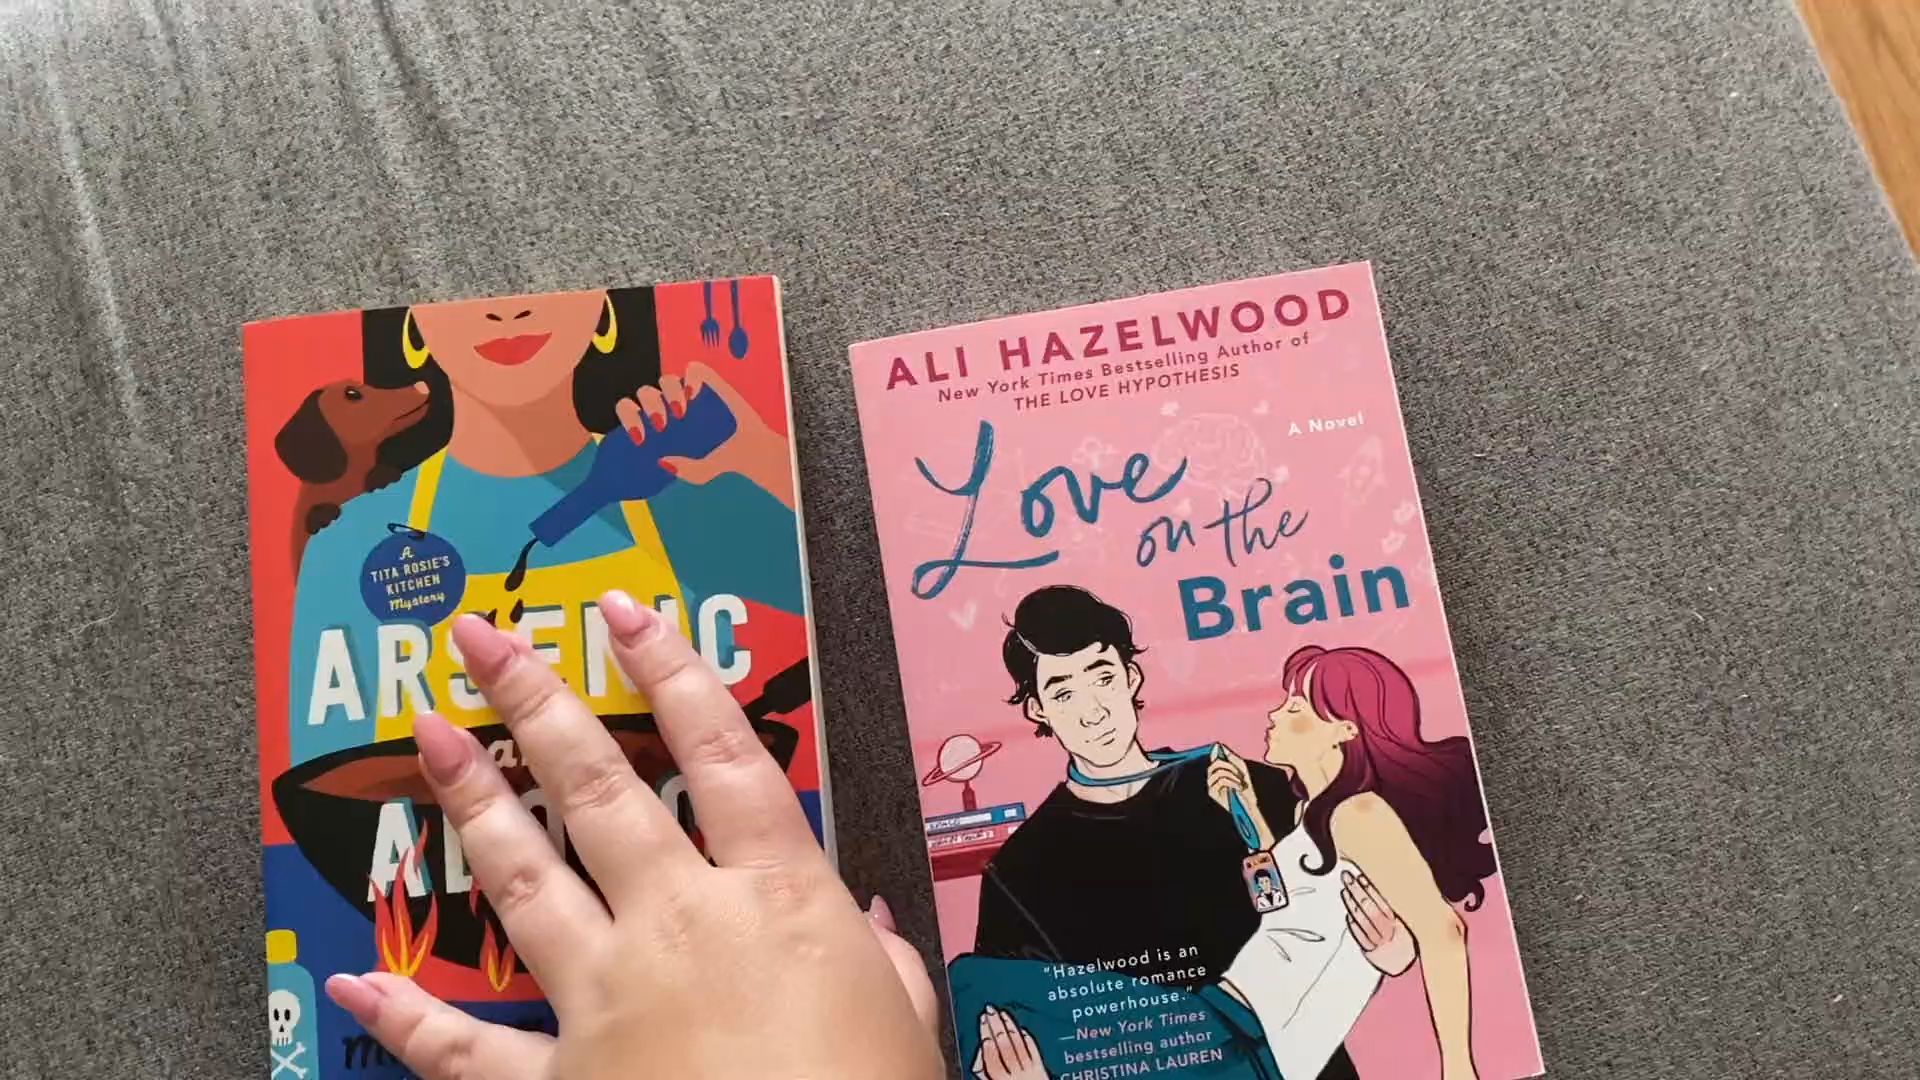 A
TITA ROSIE'S
KITCHEN
Mystery
ARSENIC
ALI HAZELWOOD
New York Times Bestselling Author of
THE LOVE HYPOTHESIS
A Novel
Love
on the
Brain
"Hazelwood is an
absolute romance
powerhouse."
—New York Times
bestselling author
CHRISTINA LAUREN